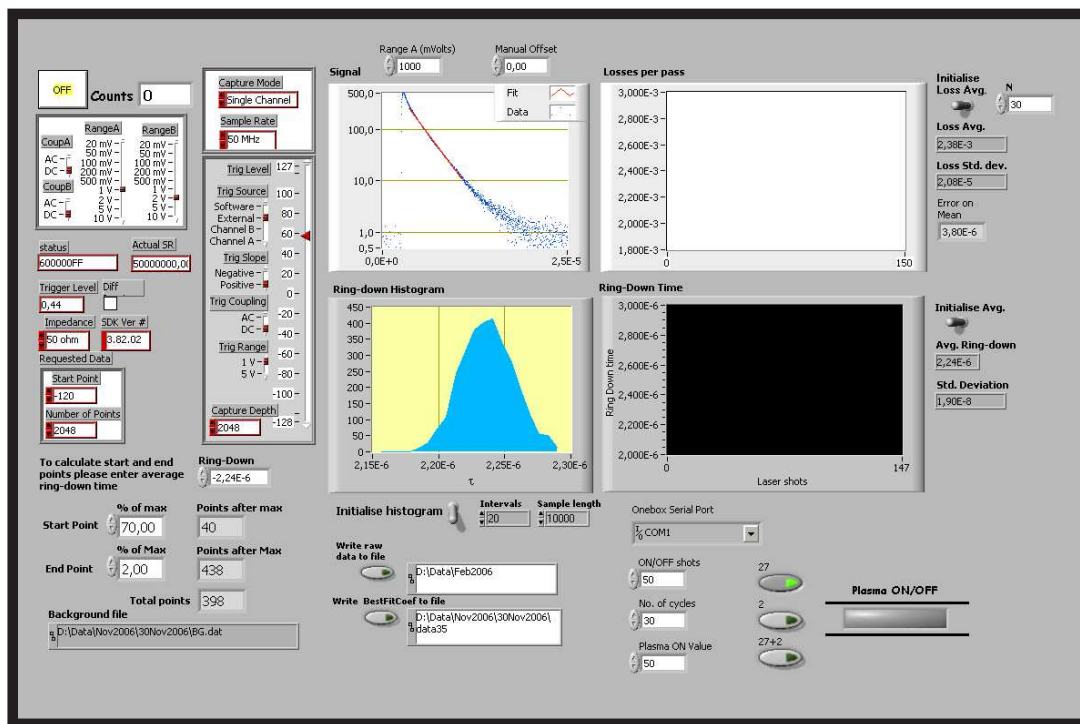 Range A (mVolts)
1000
Manual Offset
0,00
OFF
Counts 0
CoupA
AC
DC
CoupB
AC
DC
RangeA
20 mV
50 mV
100 mV
200 mV
500 mV
1 V
2 V
5 V
10 V
RangeB
20 mV
50 mV
100 mV
200 mV
500 mV
1 V
2 V
5 V
10 V
Capture Mode
Single Channel
Sample Rate
50 MHz
Trig Level
127
100
80
60
40
20
0
-20
-40
-60
-80
-100
-128
Trig Source
Software
External
Channel B
Channel A
Trig Slope
Negative
Positive
Trig Coupling
AC
DC
Trig Range
1 V
5 V
Capture Depth
2048
status
600000FF
Actual SR
50000000,00
Trigger Level
0,44
Diff
Impedance
50 ohm
SDK Ver #
3.82.02
Requested Data
Start Point
-120
Number of Points
2048
Signal
Fit
Data
500,0
100,0
10,0
1,0
0,5
0,0E+0
2,5E-5
Losses per pass
3,000E-3
2,800E-3
2,600E-3
2,400E-3
2,200E-3
2,000E-3
1,800E-3
0
150
Initialise
Loss Avg.
N
30
Loss Avg.
2,38E-3
Loss Std. dev.
2,08E-5
Error on
Mean
3,80E-6
Ring-down Histogram
450
400
350
300
250
200
150
100
50
0
2,15E-6
2,20E-6
2,25E-6
2,30E-6
τ
Ring-Down Time
Ring Down time
3,000E-6
2,800E-6
2,600E-6
2,400E-6
2,200E-6
2,000E-6
0
147
Laser shots
Initialise Avg.
Avg. Ring-down
2,24E-6
Std. Deviation
1,90E-8
To calculate start and end
points please enter average
ring-down time
Ring-Down
-2,24E-6
% of max
Start Point 70,00
Points after max
40
% of Max
End Point 2,00
Points after Max
438
Total points 398
Background file
D:\Data\Nov2006\30Nov2006\BG.dat
Initialise histogram
Intervals
20
Sample length
10000
Write raw
data to file
D:\Data\Feb2006
Write BestFitCoef to file
D:\Data\Nov2006\30Nov2006\
data35
Onebox Serial Port
COM1
ON/OFF shots
50
No. of cycles
30
Plasma ON Value
50
27
2
27+2
Plasma ON/OFF